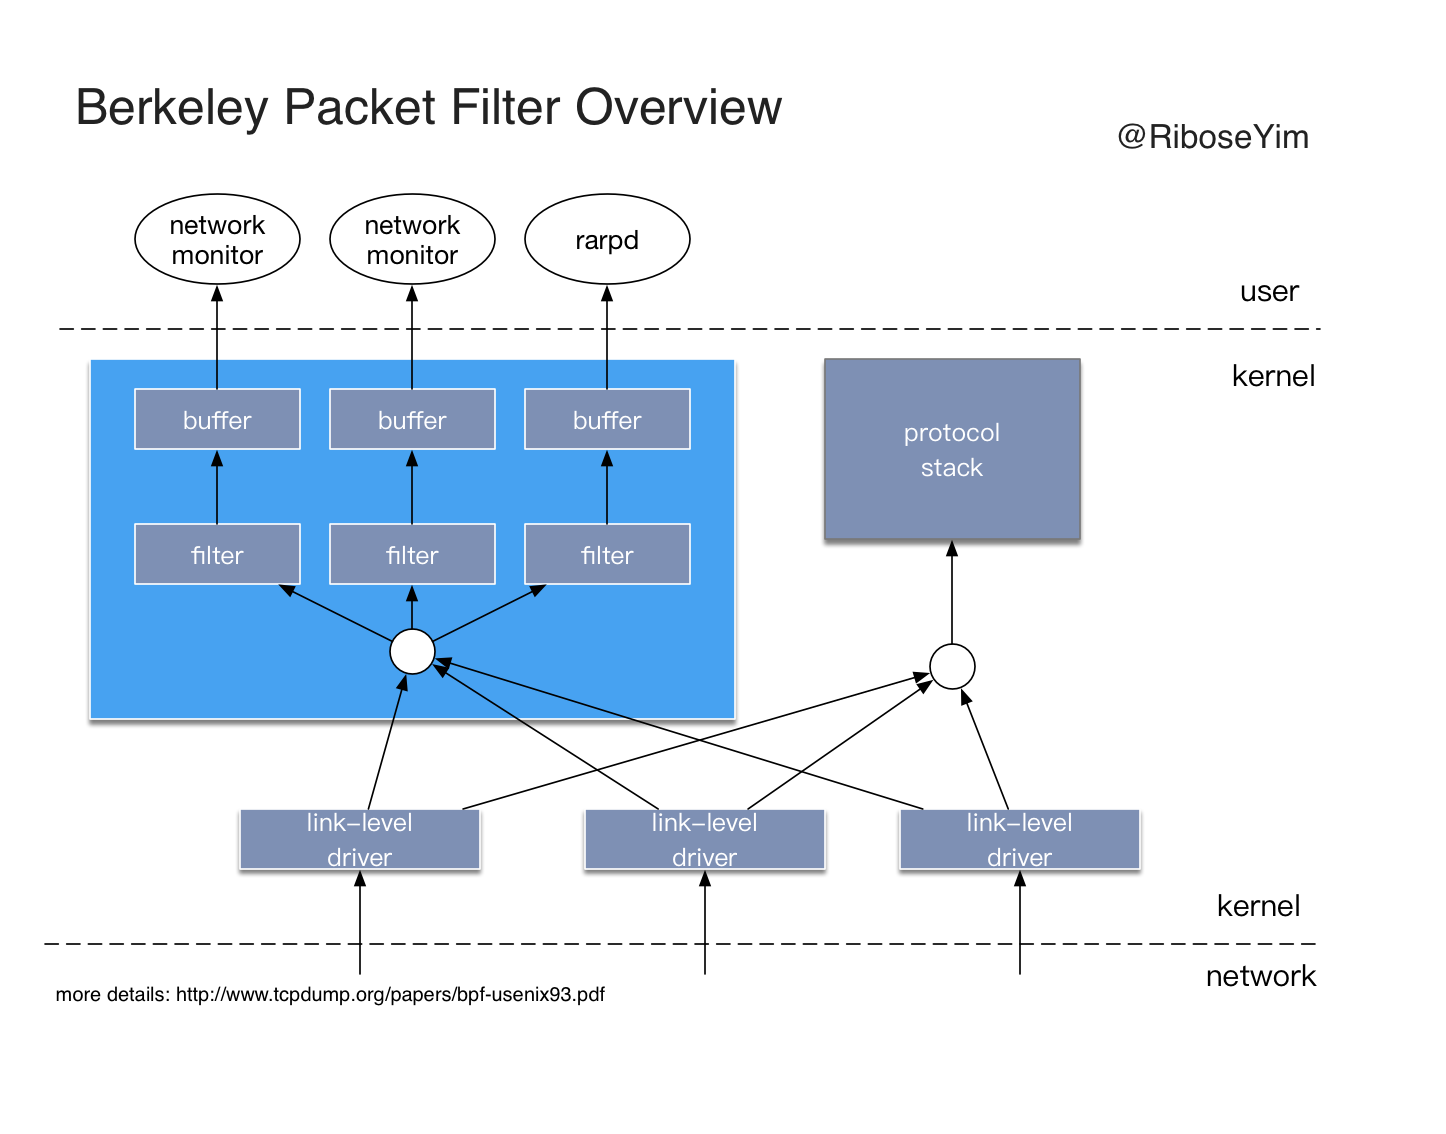 Berkeley Packet Filter Overview
@RiboseYim
network
monitor
network
monitor
rarpd
user
kernel
buffer
buffer
buffer
protocol
stack
filter
filter
filter
link–level
driver
link–level
driver
link–level
driver
kernel
network
more details: http://www.tcpdump.org/papers/bpf-usenix93.pdf